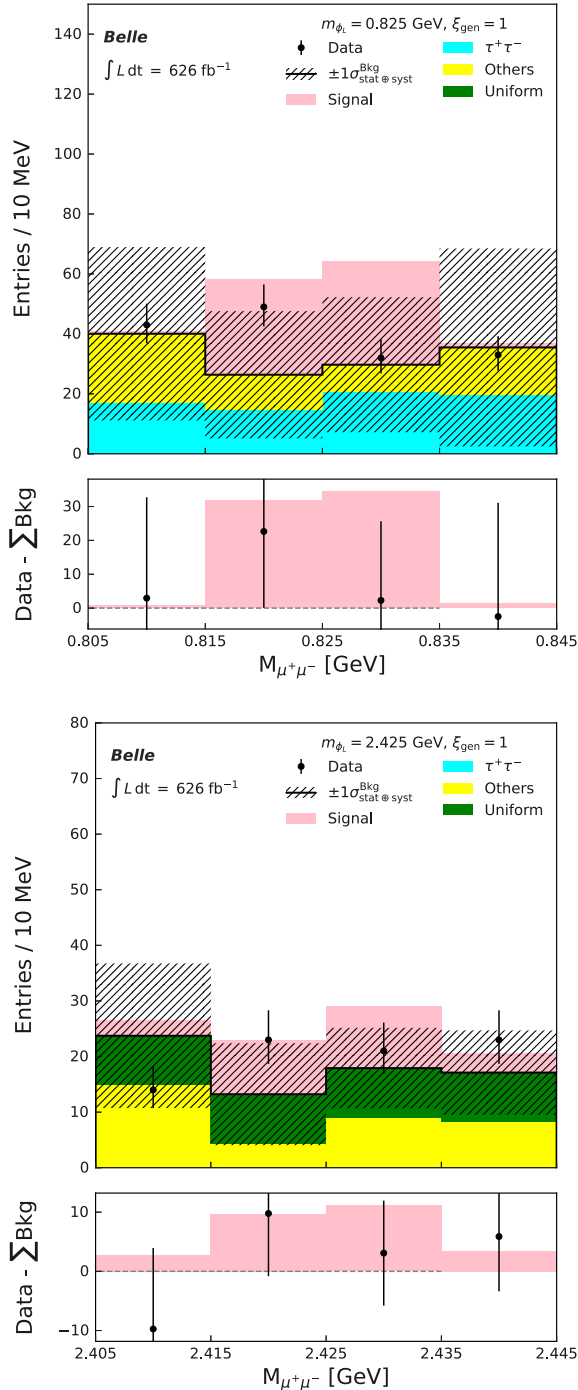 Belle
∫ L dt = 626 fb⁻¹
m_ϕL = 0.825 GeV, ξ_gen = 1
Data
±1σ^Bkg_stat⊕syst
Signal
τ⁺τ⁻
Others
Uniform
Entries / 10 MeV
140
120
100
80
60
40
20
0
Data - ∑Bkg
30
20
10
0
0.805 0.815 0.825 0.835 0.845
M_μ⁺μ⁻ [GeV]
Belle
∫ L dt = 626 fb⁻¹
m_ϕL = 2.425 GeV, ξ_gen = 1
Data
±1σ^Bkg_stat⊕syst
Signal
τ⁺τ⁻
Others
Uniform
Entries / 10 MeV
80
70
60
50
40
30
20
10
0
Data - ∑Bkg
10
0
−10
2.405 2.415 2.425 2.435 2.445
M_μ⁺μ⁻ [GeV]